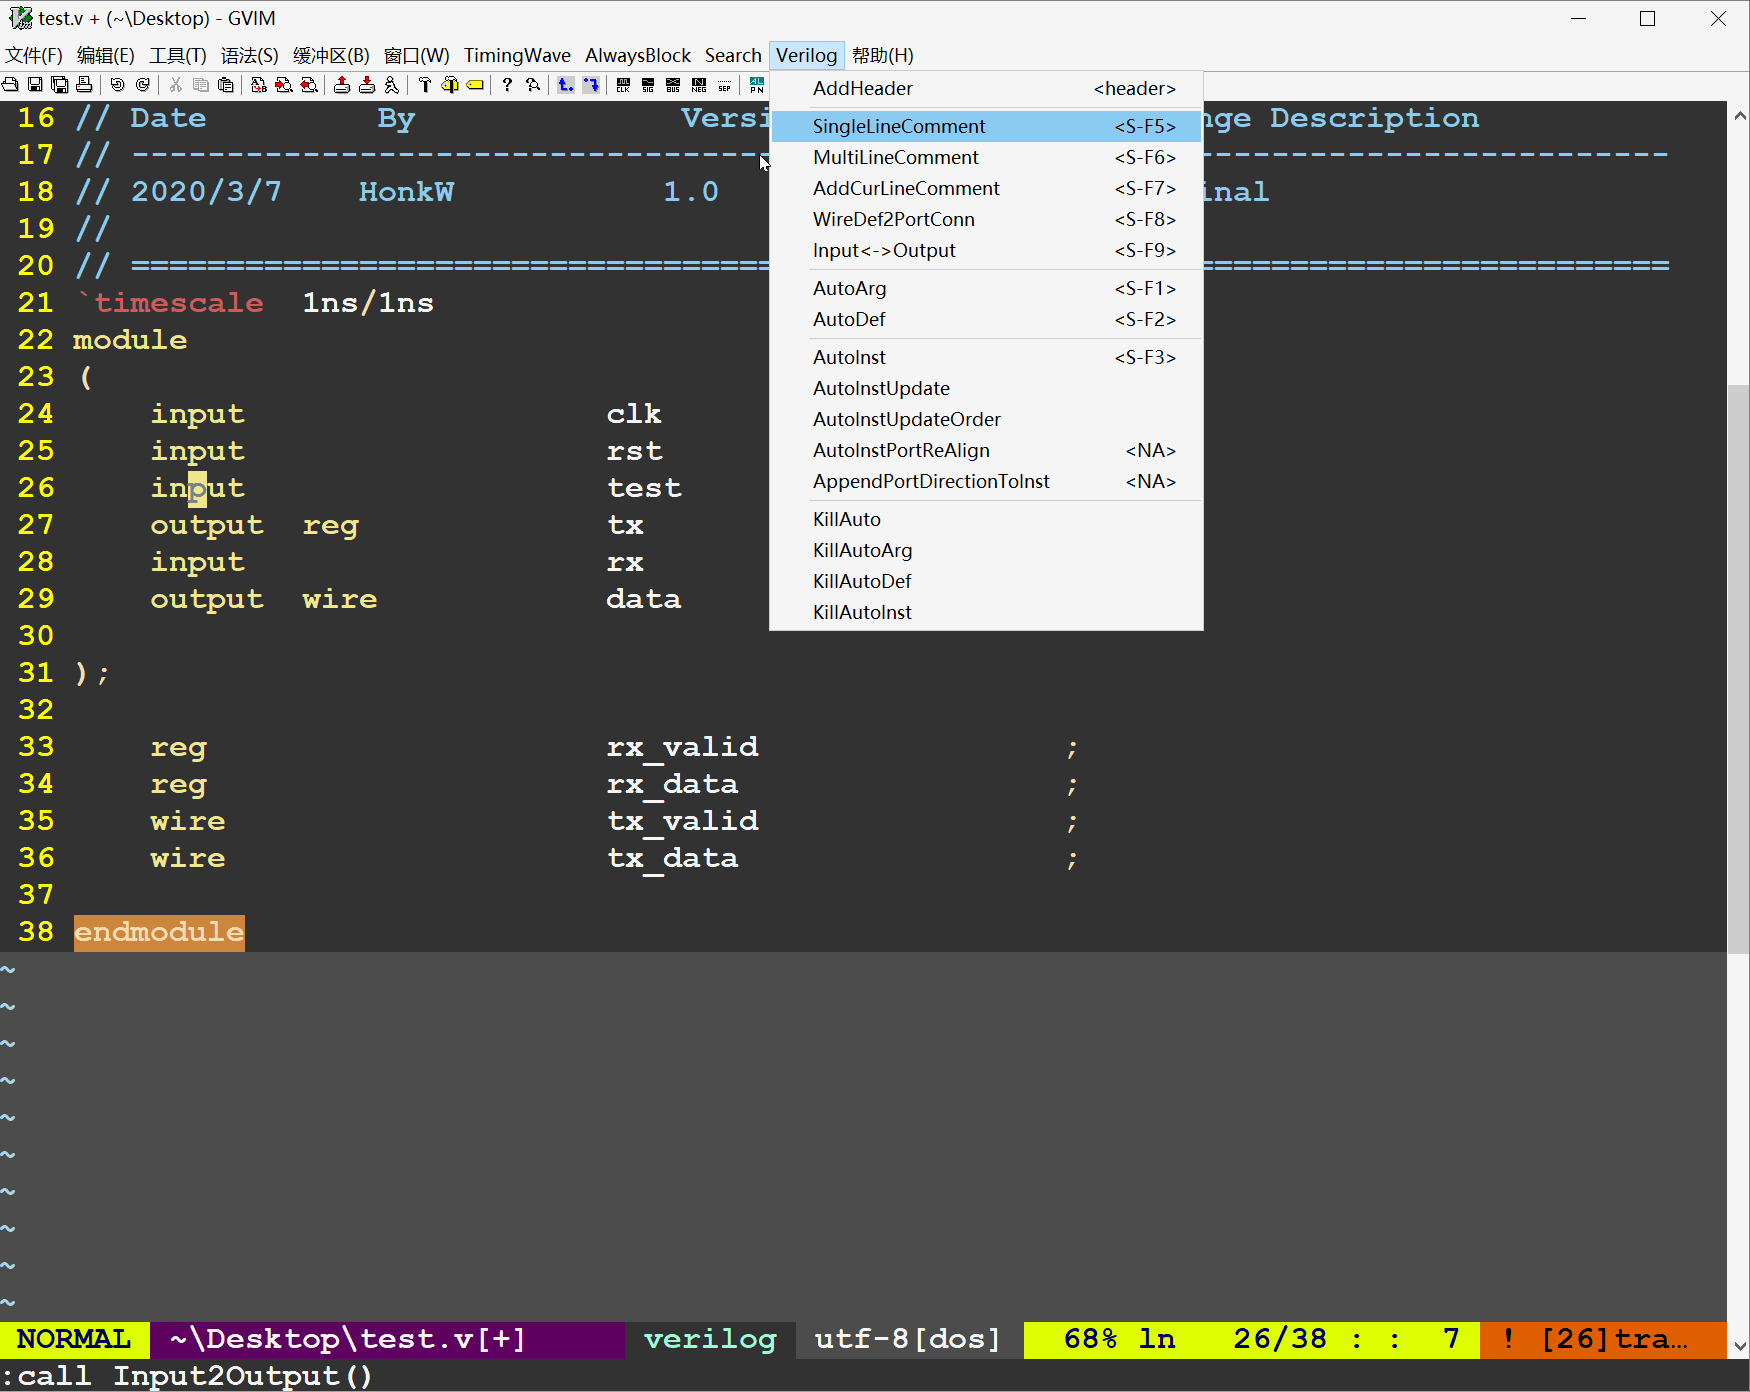 test.v + (~\Desktop) - GVIM
文件(F) 编辑(E) 工具(T) 语法(S) 缓冲区(B) 窗口(W) TimingWave AlwaysBlock Search Verilog 帮助(H)
AddHeader <header>
SingleLineComment <S-F5>
MultiLineComment <S-F6>
AddCurLineComment <S-F7>
WireDef2PortConn <S-F8>
Input<->Output <S-F9>
AutoArg <S-F1>
AutoDef <S-F2>
AutoInst <S-F3>
AutoInstUpdate
AutoInstUpdateOrder
AutoInstPortReAlign <NA>
AppendPortDirectionToInst <NA>
KillAuto
KillAutoArg
KillAutoDef
KillAutoInst
16 // Date By Versi nge Description
17 // ---------------------------------- -------------------------
18 // 2020/3/7 HonkW 1.0 inal
19 //
20 // ================================== =========================
21 `timescale 1ns/1ns
22 module
23 (
24 input clk
25 input rst
26 input test
27 output reg tx
28 input rx
29 output wire data
30
31 );
32
33 reg rx_valid ;
34 reg rx_data ;
35 wire tx_valid ;
36 wire tx_data ;
37
38 endmodule
~
~
~
~
~
~
~
~
~
~
NORMAL ~\Desktop\test.v[+] verilog utf-8[dos] 68% ln 26/38 : : 7 ! [26]tra…
:call Input2Output()